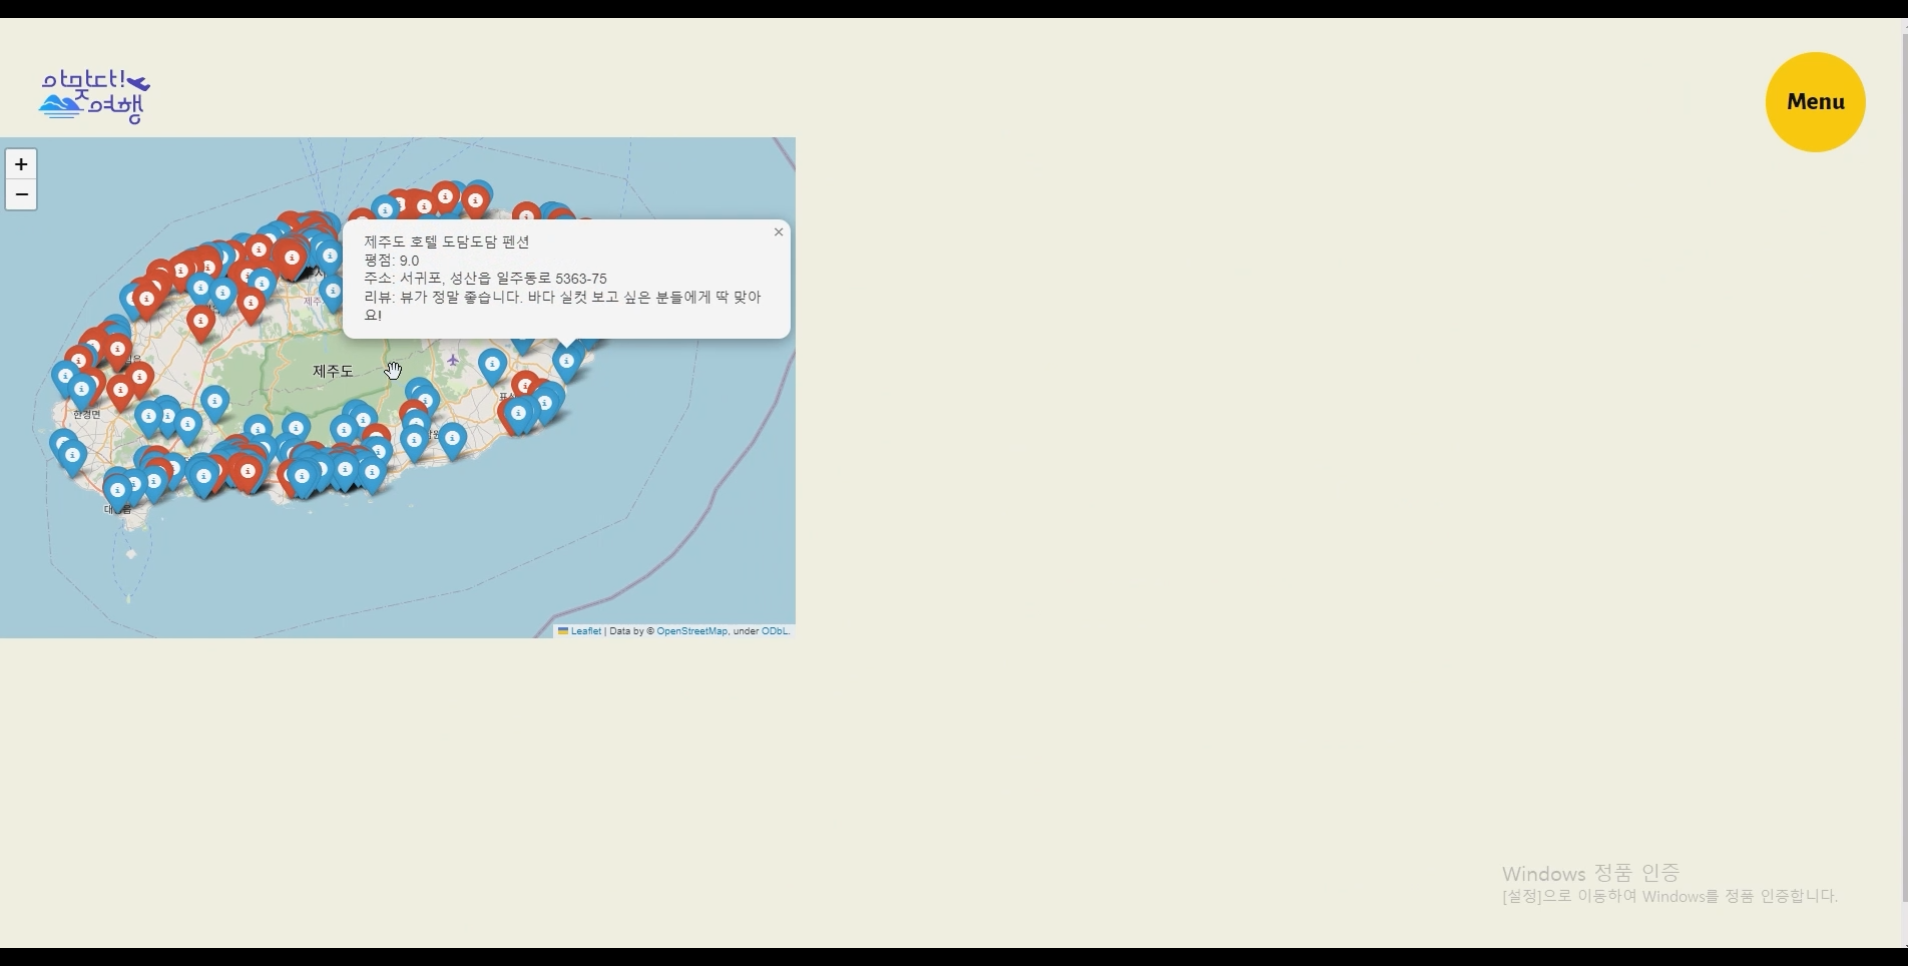 아맞따!
여행
Menu
+
−
제주도 호텔 도담도담 펜션
평점: 9.0
주소: 서귀포, 성산읍 일주동로 5363-75
리뷰: 뷰가 정말 좋습니다. 바다 실컷 보고 싶은 분들에게 딱 맞아
요!
×
제주도
한경면
Leaflet | Data by © OpenStreetMap, under ODbL.
Windows 정품 인증
[설정]으로 이동하여 Windows를 정품 인증합니다.